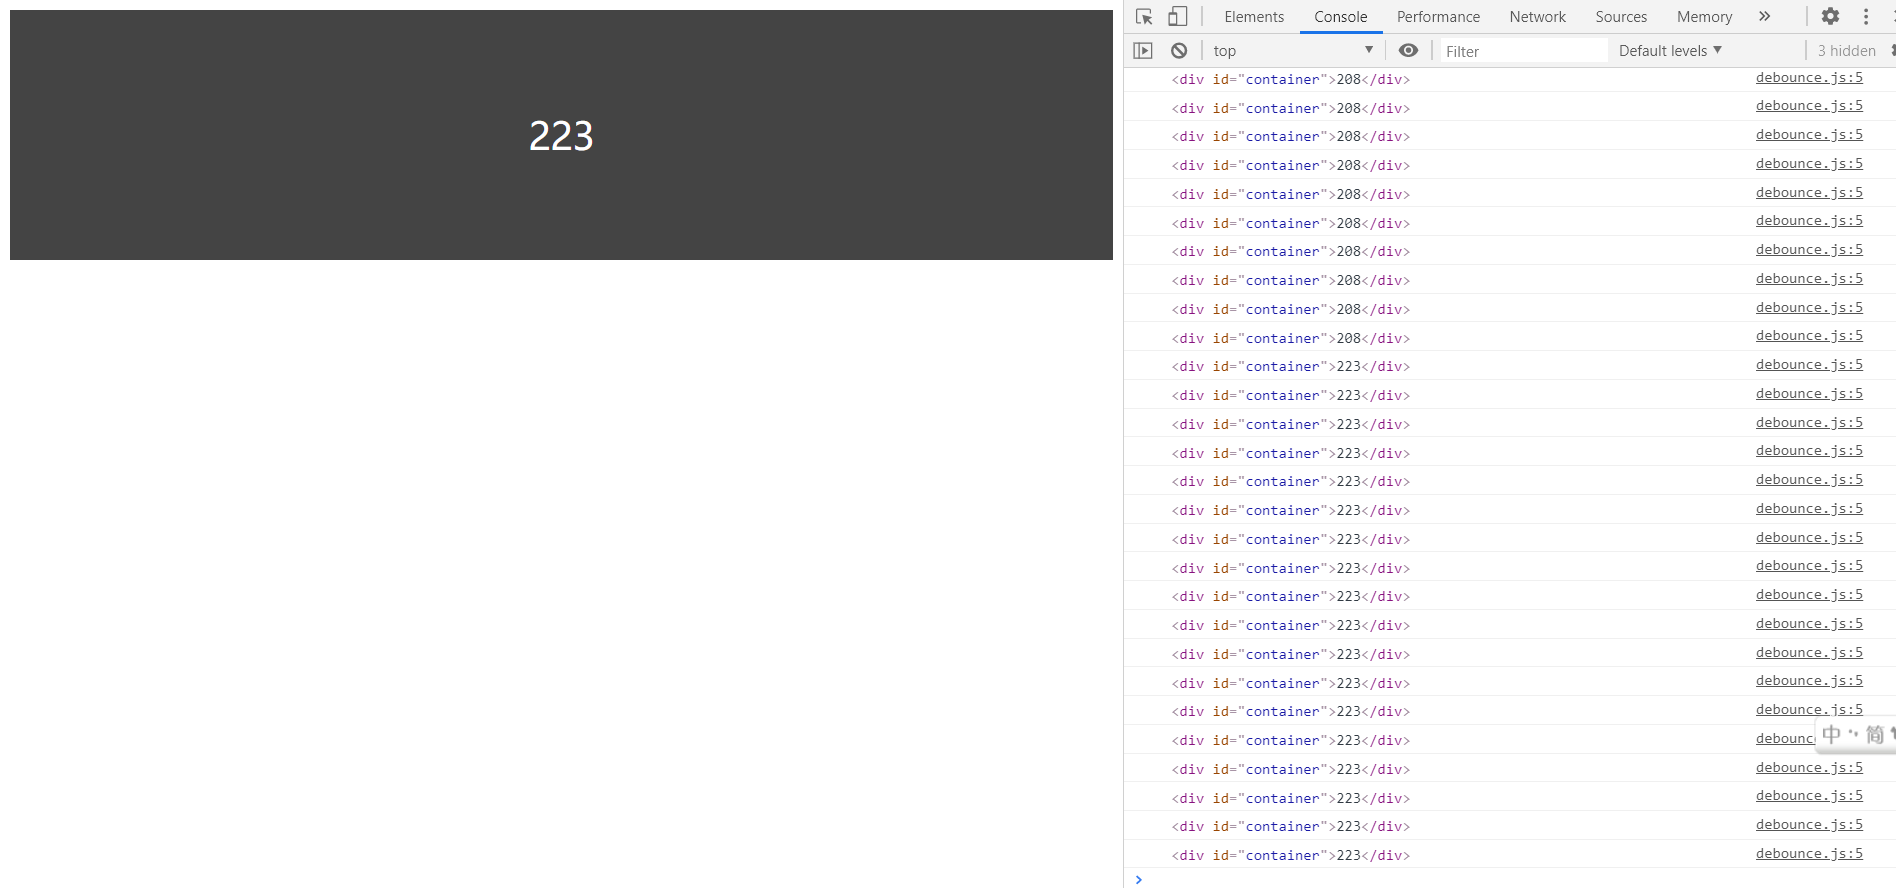 223
Elements Console Performance Network Sources Memory »
top ▼ Filter Default levels ▼ 3 hidden
<div id="container">208</div> debounce.js:5
<div id="container">208</div> debounce.js:5
<div id="container">208</div> debounce.js:5
<div id="container">208</div> debounce.js:5
<div id="container">208</div> debounce.js:5
<div id="container">208</div> debounce.js:5
<div id="container">208</div> debounce.js:5
<div id="container">208</div> debounce.js:5
<div id="container">208</div> debounce.js:5
<div id="container">208</div> debounce.js:5
<div id="container">223</div> debounce.js:5
<div id="container">223</div> debounce.js:5
<div id="container">223</div> debounce.js:5
<div id="container">223</div> debounce.js:5
<div id="container">223</div> debounce.js:5
<div id="container">223</div> debounce.js:5
<div id="container">223</div> debounce.js:5
<div id="container">223</div> debounce.js:5
<div id="container">223</div> debounce.js:5
<div id="container">223</div> debounce.js:5
<div id="container">223</div> debounce.js:5
<div id="container">223</div> debounce.js:5
<div id="container">223</div> debounce.js:5
<div id="container">223</div> debounc
中 简
<div id="container">223</div> debounce.js:5
<div id="container">223</div> debounce.js:5
<div id="container">223</div> debounce.js:5
<div id="container">223</div> debounce.js:5
>